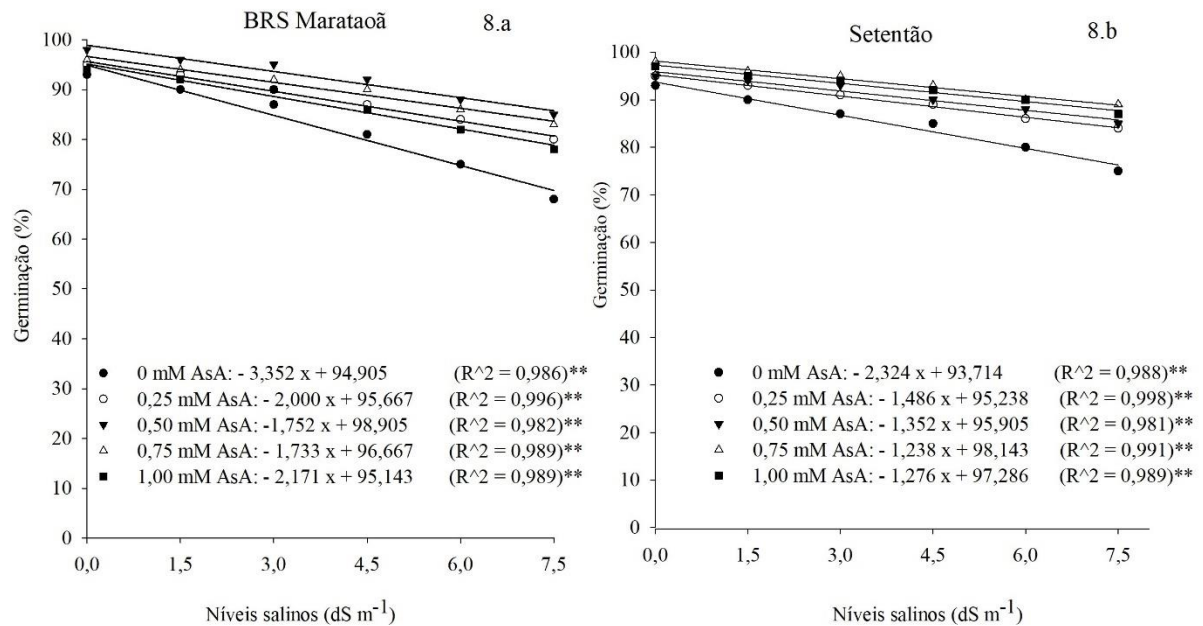 BRS Marataoã 8.a
100
90
80
70
60
50
40
30
20
10
0
Germinação (%)
0 mM AsA: - 3,352 x + 94,905 (R^2 = 0,986)**
0,25 mM AsA: - 2,000 x + 95,667 (R^2 = 0,996)**
0,50 mM AsA: -1,752 x + 98,905 (R^2 = 0,982)**
0,75 mM AsA: - 1,733 x + 96,667 (R^2 = 0,989)**
1,00 mM AsA: - 2,171 x + 95,143 (R^2 = 0,989)**
0,0 1,5 3,0 4,5 6,0 7,5
Níveis salinos (dS m-1)
Setentão 8.b
100
90
80
70
60
50
40
30
20
10
0
Germinação (%)
0 mM AsA: - 2,324 x + 93,714 (R^2 = 0,988)**
0,25 mM AsA: - 1,486 x + 95,238 (R^2 = 0,998)**
0,50 mM AsA: - 1,352 x + 95,905 (R^2 = 0,981)**
0,75 mM AsA: - 1,238 x + 98,143 (R^2 = 0,991)**
1,00 mM AsA: - 1,276 x + 97,286 (R^2 = 0,989)**
0,0 1,5 3,0 4,5 6,0 7,5
Níveis salinos (dS m-1)